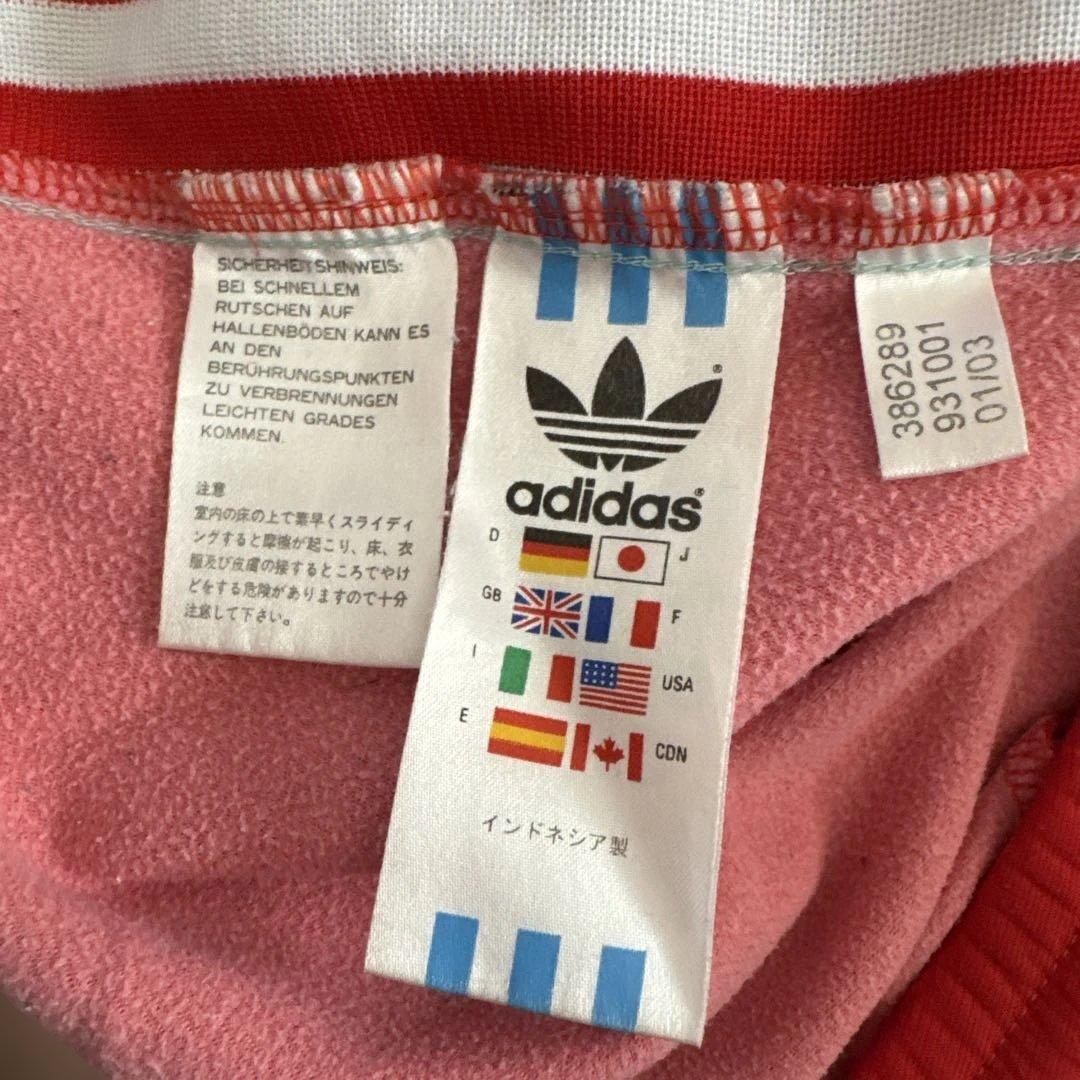 SICHERHEITSHINWEIS:
BEI SCHNELLEM
RUTSCHEN AUF
HALLENBÖDEN KANN ES
AN DEN
BERÜHRUNGSPUNKTEN
ZU VERBRENNUNGEN
LEICHTEN GRADES
KOMMEN.
注意
室内の床の上で素早くスライディ
ングすると摩擦が起こり、床、衣
服及び皮膚の接するところでやけ
どをする危険がありますので十分
注意して下さい。
adidas®
D J
GB F
I USA
E CDN
インドネシア製
386289
931001
01/03